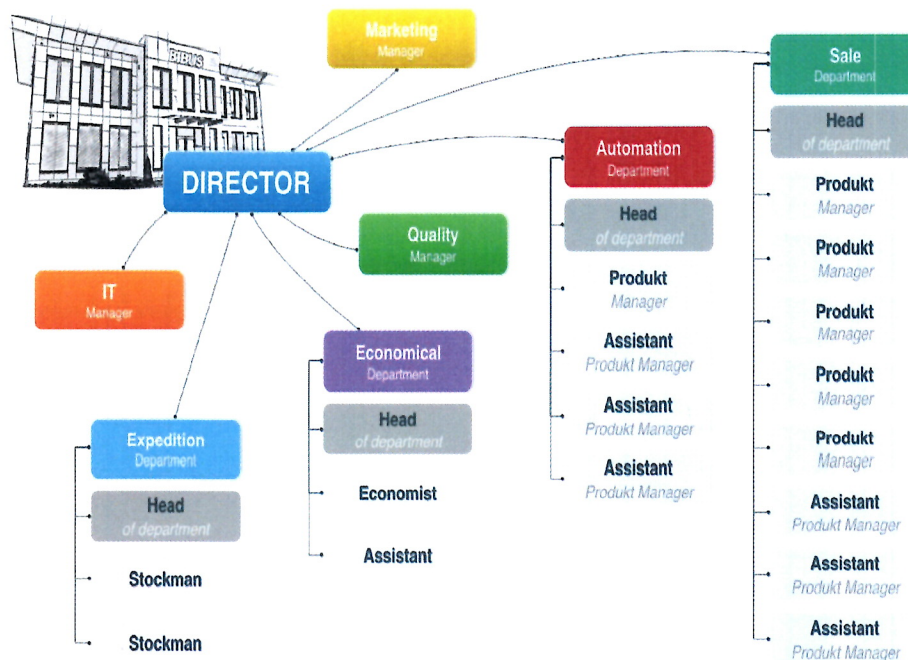 BIBUS
Marketing
Manager
DIRECTOR
IT
Manager
Quality
Manager
Expedition
Department
Head
of department
Stockman
Stockman
Economical
Department
Head
of department
Economist
Assistant
Automation
Department
Head
of department
Produkt
Manager
Assistant
Produkt Manager
Assistant
Produkt Manager
Assistant
Produkt Manager
Sale
Department
Head
of department
Produkt
Manager
Produkt
Manager
Produkt
Manager
Produkt
Manager
Produkt
Manager
Assistant
Produkt Manager
Assistant
Produkt Manager
Assistant
Produkt Manager